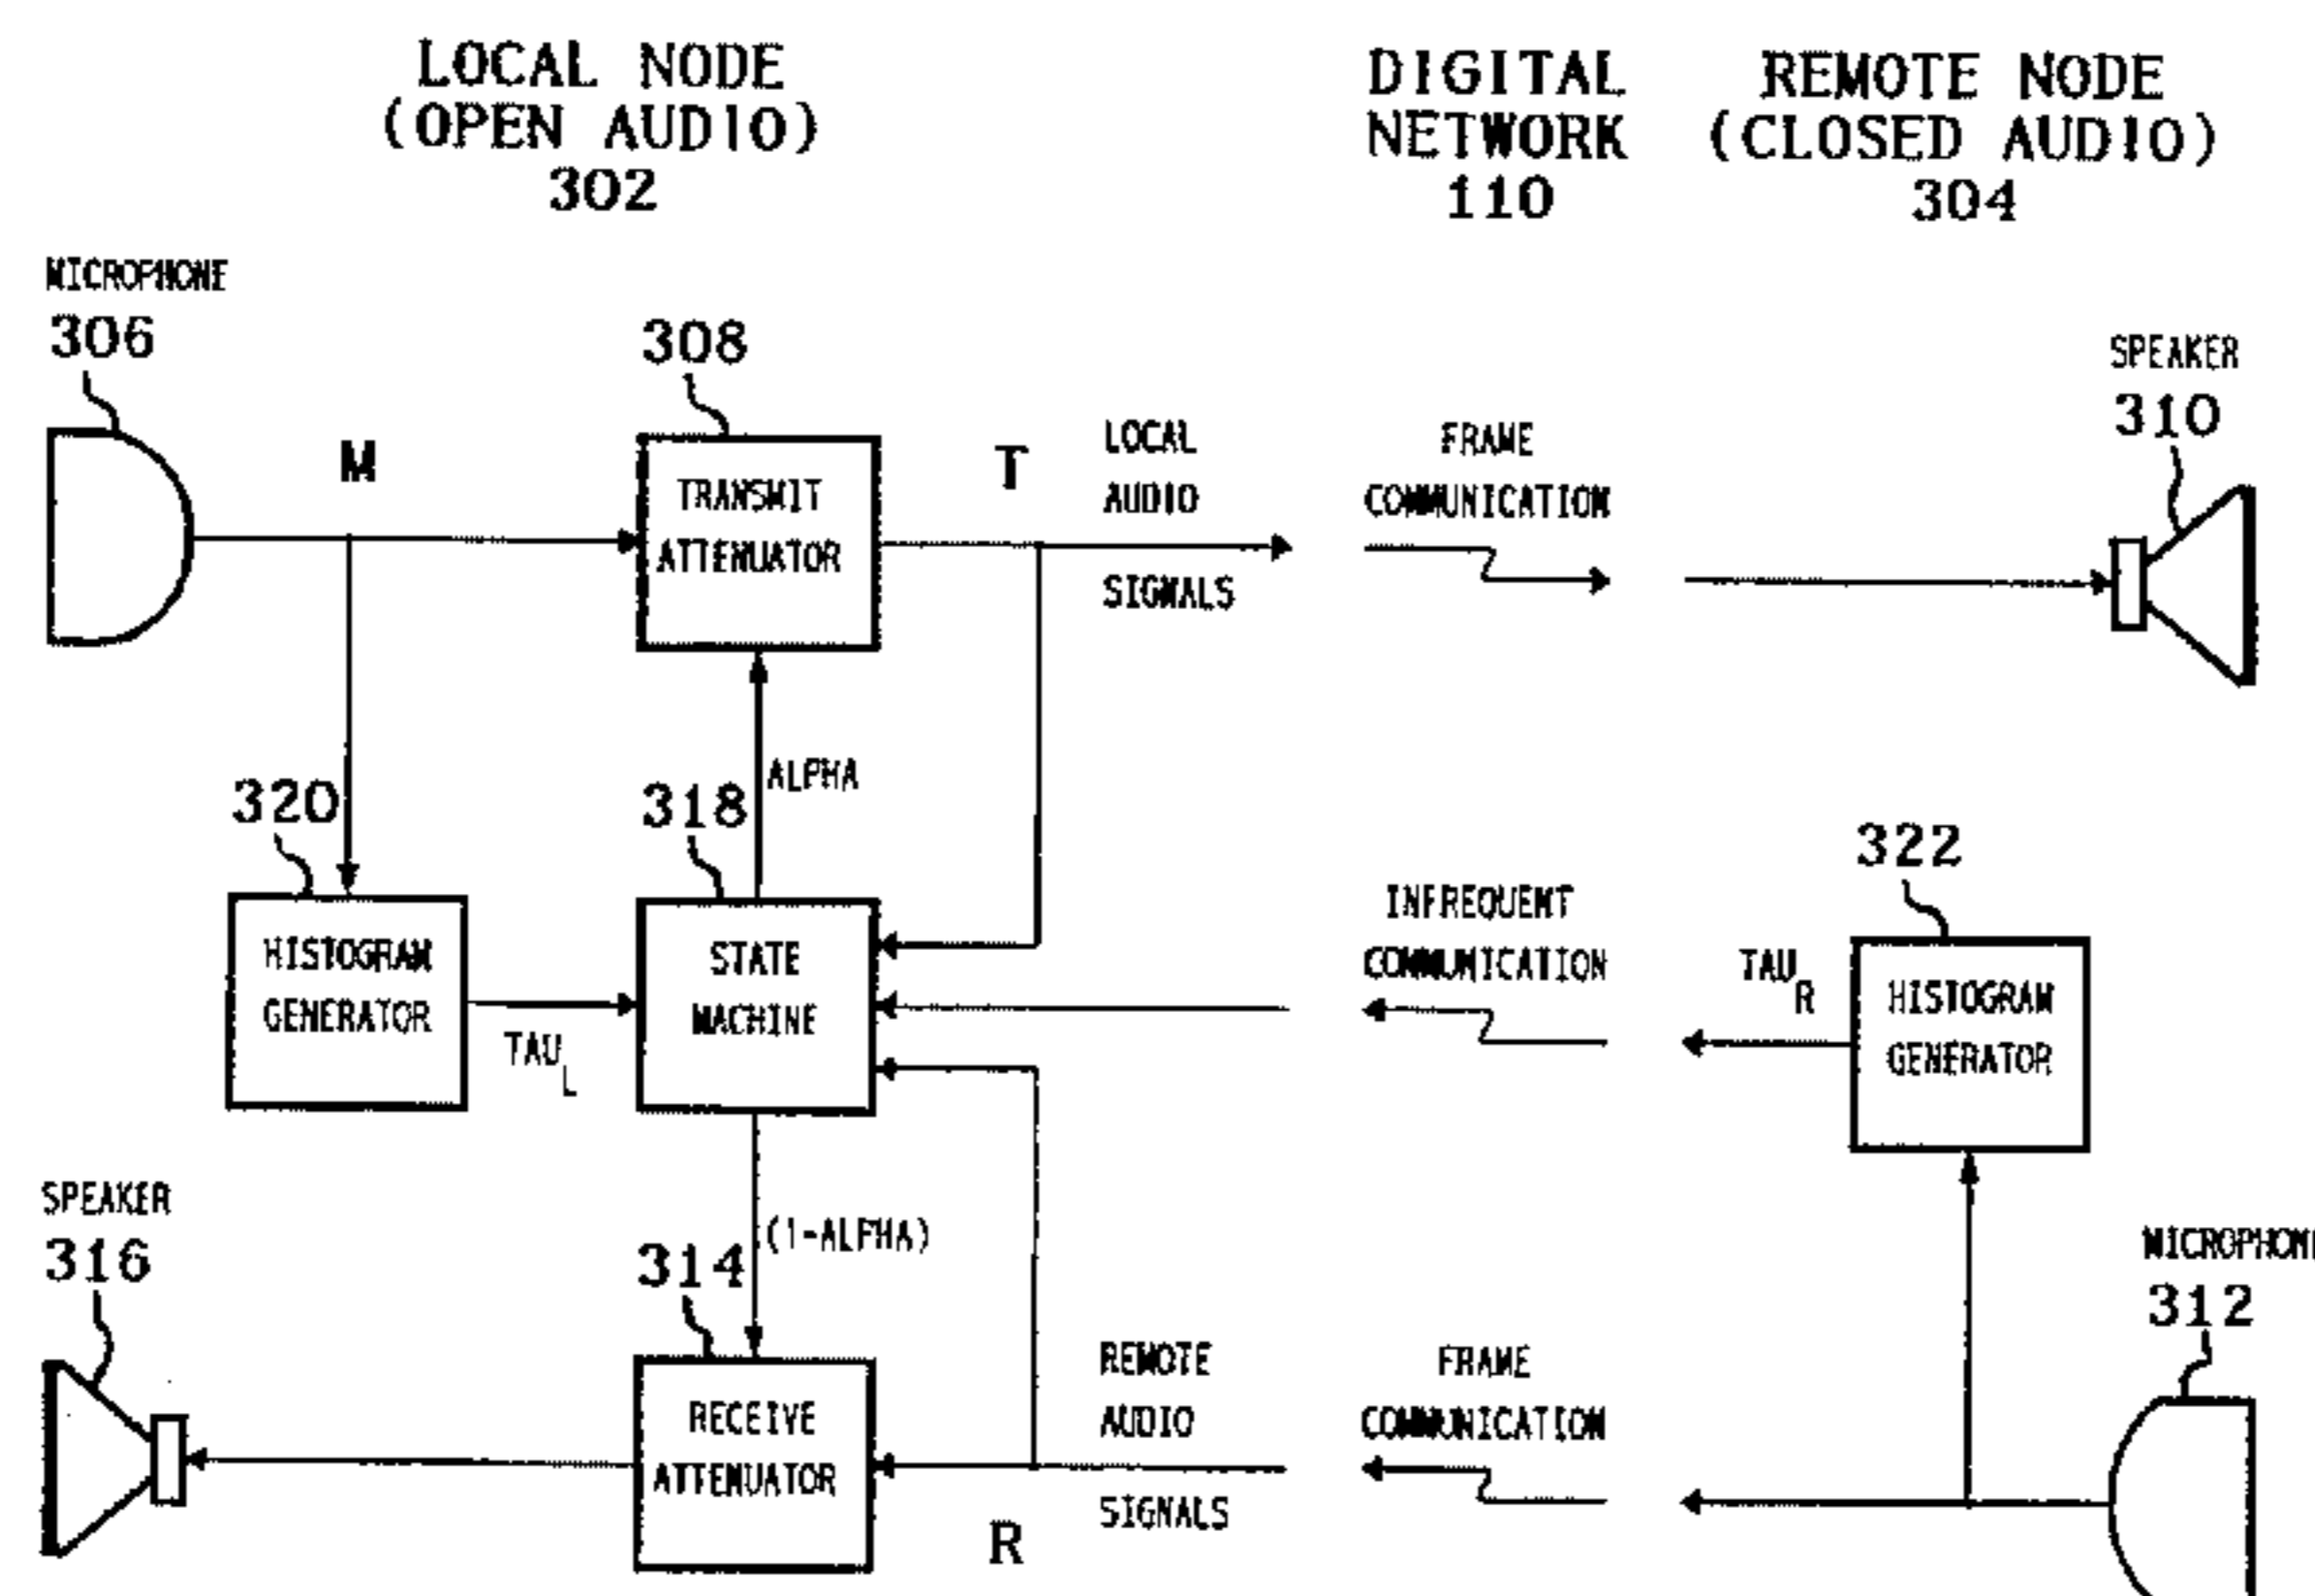 LOCAL NODE
(OPEN AUDIO)
302
DIGITAL
NETWORK
110
REMOTE NODE
(CLOSED AUDIO)
304
MICROPHONE
306
M
308
TRANSMIT
ATTENUATOR
T
LOCAL
AUDIO
SIGNALS
FRAME
COMMUNICATION
SPEAKER
310
320
HISTOGRAM
GENERATOR
TAU
L
318
ALPHA
STATE
MACHINE
INFREQUENT
COMMUNICATION
TAU
R
322
HISTOGRAM
GENERATOR
SPEAKER
316
314
(1-ALPHA)
RECEIVE
ATTENUATOR
R
REMOTE
AUDIO
SIGNALS
FRAME
COMMUNICATION
MICROPHONE
312